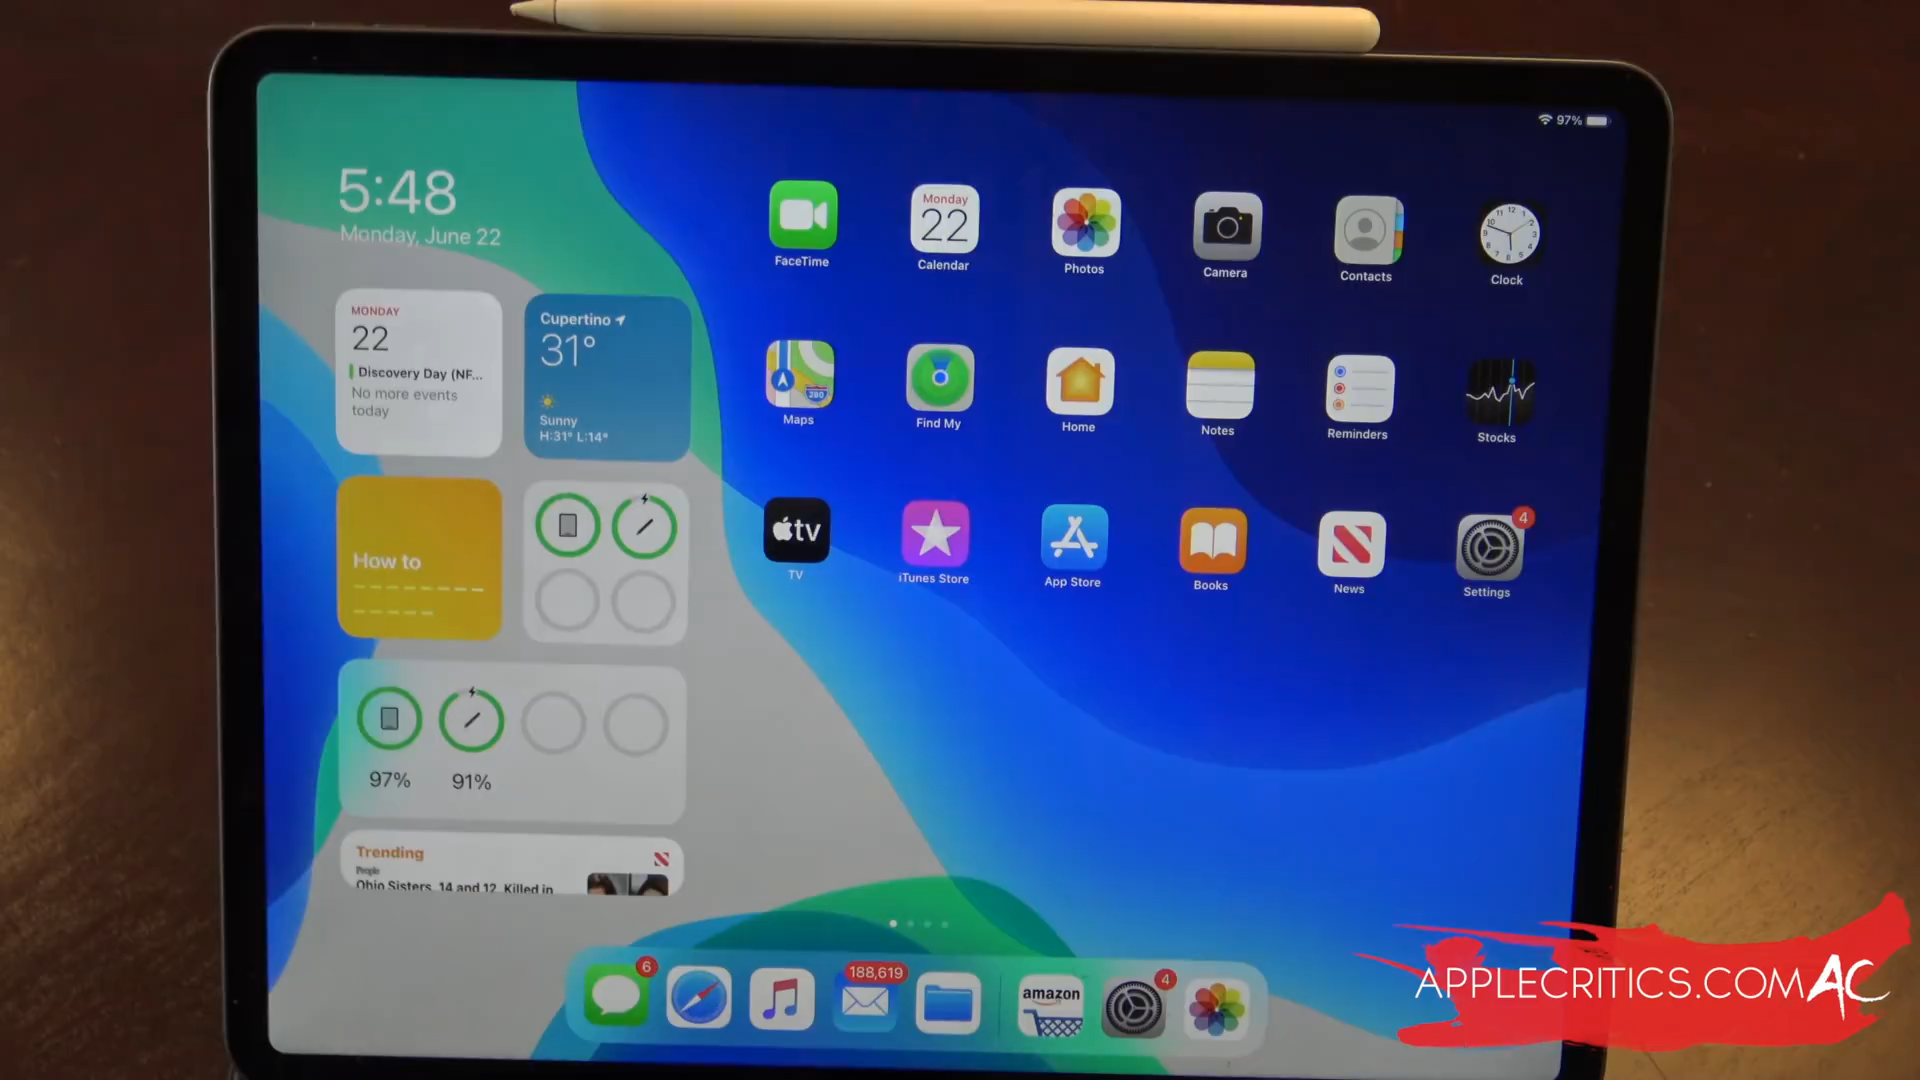 97%
5:48
Monday, June 22
MONDAY
22
Discovery Day (NF...
No more events
today
Cupertino
31°
Sunny
H:31° L:14°
How to
97%
91%
Trending
People
Ohio Sisters, 14 and 12, Killed in
Monday
22
FaceTime
Calendar
Photos
Camera
Contacts
Clock
280
Maps
Find My
Home
Notes
Reminders
Stocks
tv
TV
iTunes Store
App Store
Books
News
4
Settings
6
188,619
amazon
4
APPLECRITICS.COM AC